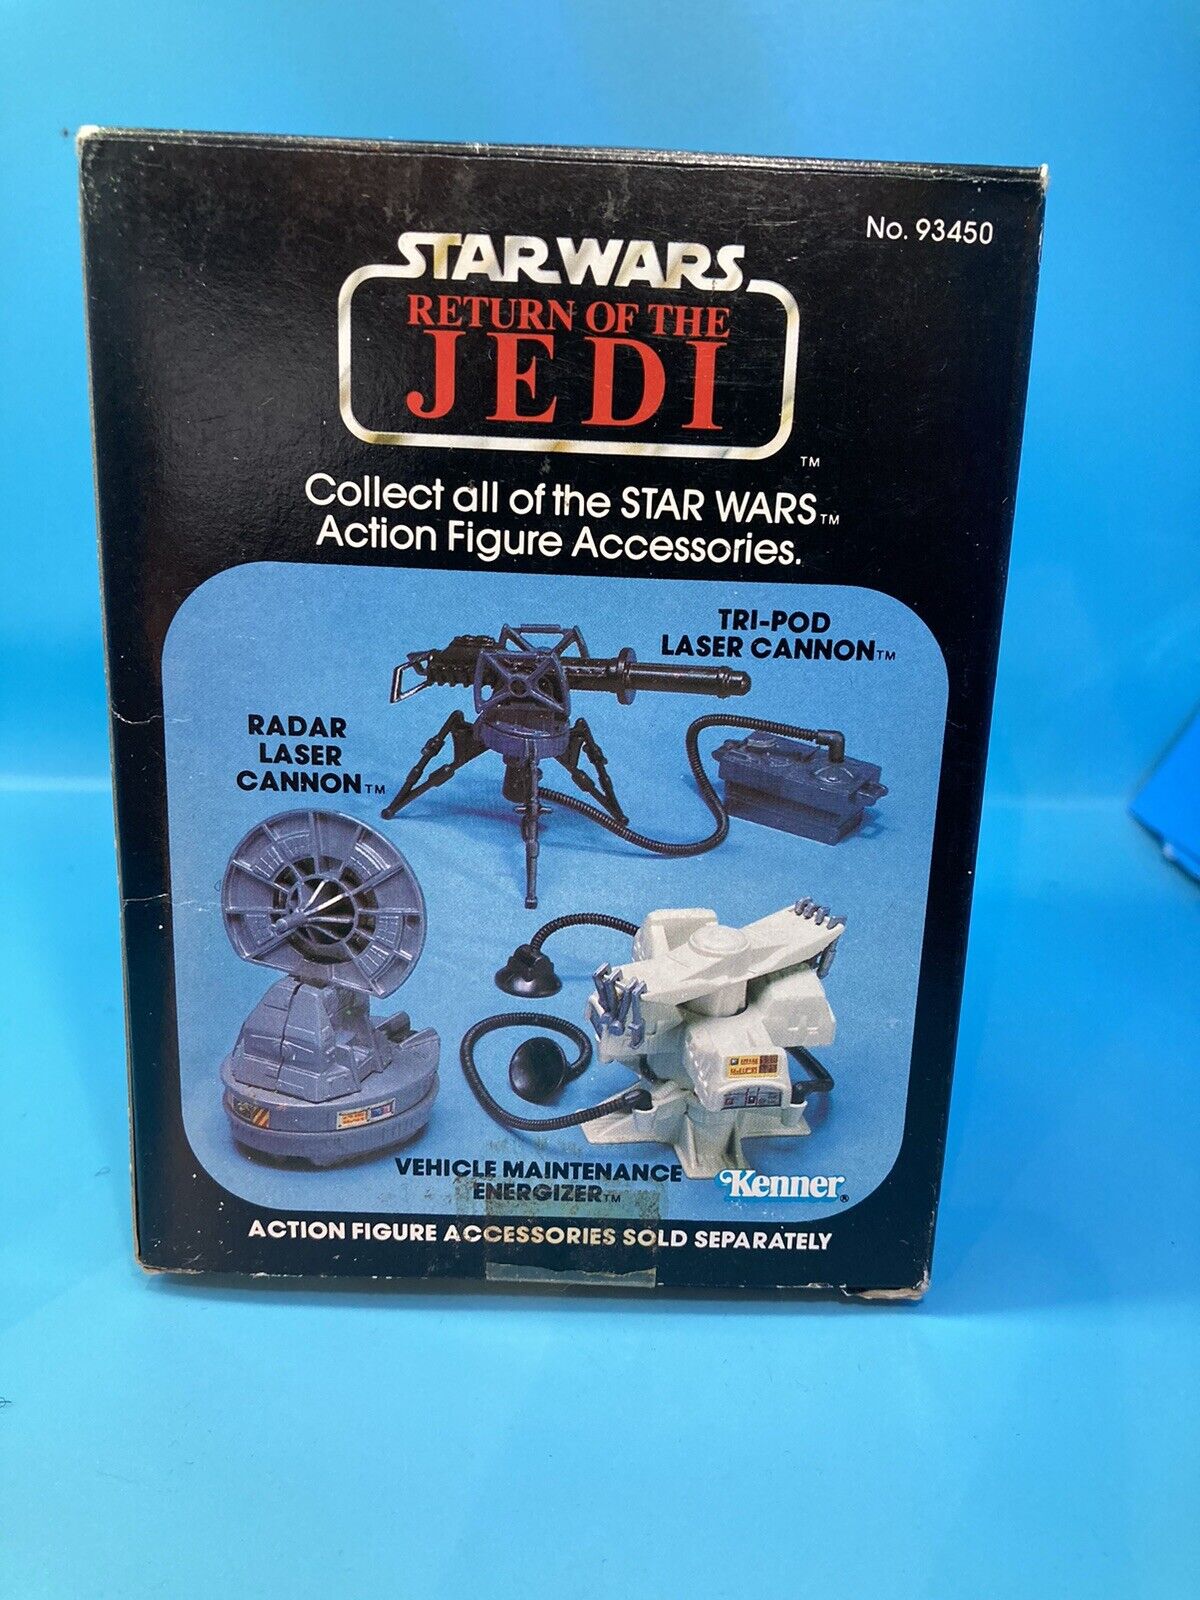 No. 93450
STAR WARS
RETURN OF THE
JEDI
TM
Collect all of the STAR WARS TM
Action Figure Accessories.
TRI-POD
LASER CANNON TM
RADAR
LASER
CANNON TM
VEHICLE MAINTENANCE
ENERGIZER TM
Kenner ®
ACTION FIGURE ACCESSORIES SOLD SEPARATELY